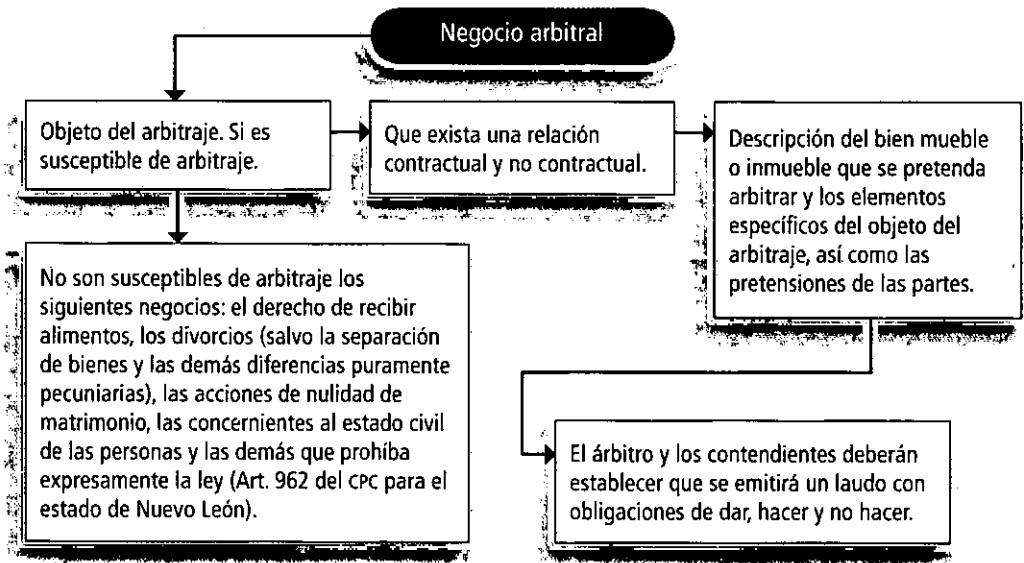 Negocio arbitral
Objeto del arbitraje. Si es
susceptible de arbitraje.
Que exista una relación
contractual y no contractual.
Descripción del bien mueble
o inmueble que se pretenda
arbitrar y los elementos
específicos del objeto del
arbitraje, así como las
pretensiones de las partes.
No son susceptibles de arbitraje los
siguientes negocios: el derecho de recibir
alimentos, los divorcios (salvo la separación
de bienes y las demás diferencias puramente
pecuniarias), las acciones de nulidad de
matrimonio, las concernientes al estado civil
de las personas y las demás que prohíba
expresamente la ley (Art. 962 del CPC para el
estado de Nuevo León).
El árbitro y los contendientes deberán
establecer que se emitirá un laudo con
obligaciones de dar, hacer y no hacer.